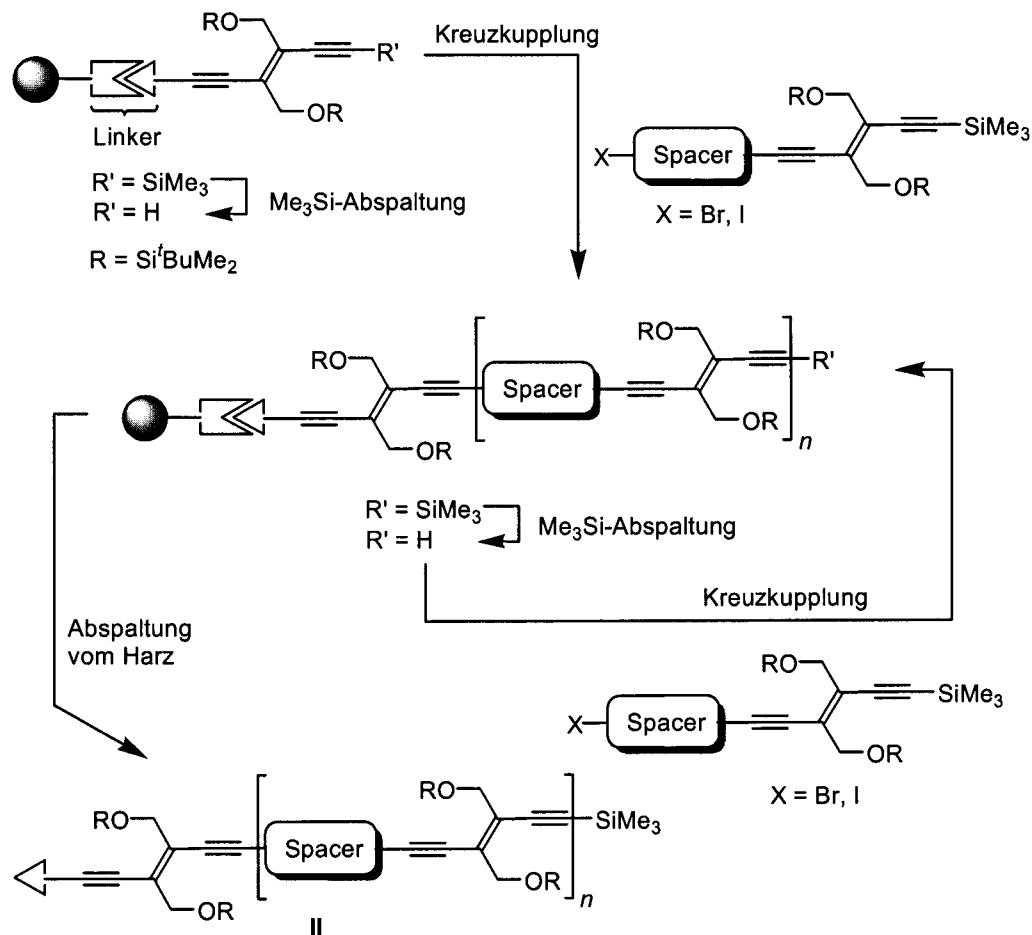 RO
Kreuzkupplung
R'
OR
Linker
R' = SiMe₃
R' = H
Me₃Si-Abspaltung
R = SiᵗBuMe₂
RO
SiMe₃
X
Spacer
OR
X = Br, I
RO
RO
R'
Spacer
OR
OR
n
R' = SiMe₃
R' = H
Me₃Si-Abspaltung
Kreuzkupplung
Abspaltung
vom Harz
RO
SiMe₃
X
Spacer
OR
X = Br, I
RO
RO
SiMe₃
Spacer
OR
OR
n
II